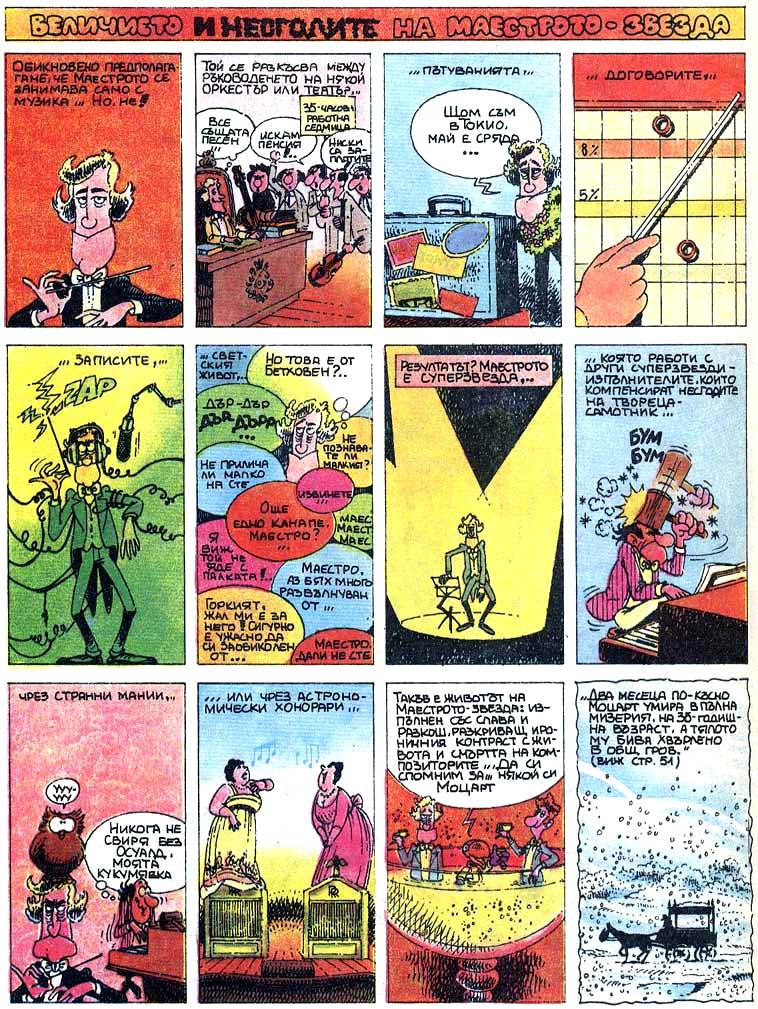 ВЕЛИЧИЕТО И НЕСГОДИТЕ НА МАЕСТРОТО-ЗВЕЗДА
ОБИКНОВЕНО ПРЕДПОЛАГА-
ГАНЕ, ЧЕ МАЕСТРОТО СЕ
ЗАНИМАВА САМО С
МУЗИКА... НО, НЕ!
ТОЙ СЕ РАЗКЪСВА МЕЖДУ
РЪКОВОДЕНЕТО НА НЯКОЙ
ОРКЕСТЪР ИЛИ ТЕАТЪР,..
35-ЧАСОВА
РАБОТНА
СЕДМИЦА
ВСЕ
СЪЩАТА
ПЕСЕН
...
ИСКАМ
ПЕНСИЯ
!...
НИСКИ
СА ЗА-
ПЛАТИТЕ
...ПЪТУВАНИЯТА...
ЩОМ СЪМ
В ТОКИО,
МАЙ Е СРЯДА
...
... ДОГОВОРИТЕ,..
8%
5%
... ЗАПИСИТЕ,..
ZAP
...СВЕТ-
СКИЯ
ЖИВОТ,..
НО ТОВА Е ОТ
БЕТХОВЕН?..
ДЪР-ДЪР
ДЪР ДЪРА
...
НЕ
ПОЗНАВА-
ТЕ ЛИ
МАЛКИЯТ?
НЕ ПРИЛИЧА
ЛИ МАЛКО
НА СТЕ
ИЗВИНЕТЕ
ОЩЕ
ЕДНО КАНАПЕ,
МАЕСТРО?
...
МАЕС
МАЕСТ
МАЕС
Я
ВИЖ,
ТОЙ НЕ
ЯДЕ С
ПАЛКАТА!..
МАЕСТРО,
АЗ БЯХ МНОГО
РАЗВЪЛНУВАН
ОТ ...
ГОРКИЯТ,
ЖАЛ МИ Е ЗА
НЕГО! СИГУРНО
Е УЖАСНО ДА
СИ ЗАОБИКОЛЕН
ОТ...
МАЕСТРО,
ДАЛИ НЕ СТЕ
РЕЗУЛТАТЪТ? МАЕСТРОТО
Е СУПЕРЗВЕЗДА,..
... КОЯТО РАБОТИ С
ДРУГИ СУПЕРЗВЕЗДИ-
ИЗПЪЛНИТЕЛИТЕ, КОИТО
КОМПЕНСИРАТ НЕСГОДИТЕ
НА ТВОРЕЦА-
САМОТНИК...
БУМ
БУМ
ЧРЕЗ СТРАННИ МАНИИ,..
УУУ-
НИКОГА НЕ
СВИРЯ БЕЗ
ОСУАЛД,
МОЯТА
КУКУМЯВКА
... ИЛИ ЧРЕЗ АСТРОНО-
МИЧЕСКИ ХОНОРАРИ...
RR
ТАКЪВ Е ЖИВОТЪТ НА
МАЕСТРОТО-ЗВЕЗДА: ИЗ-
ПЪЛНЕН СЪС СЛАВА И
РАЗКОШ, РАЗКРИВАЩ ИРО-
НИЧНИЯ КОНТРАСТ С ЖИ-
ВОТА И СМЪРТТА НА КОМ-
ПОЗИТОРИТЕ ... ДА СИ
СПОМНИМ ЗА... НЯКОЙ СИ
МОЦАРТ
„ДВА МЕСЕЦА ПО-КЪСНО
МОЦАРТ УМИРА В ПЪЛНА
МИЗЕРИЯ, НА 35-ГОДИШ-
НА ВЪЗРАСТ, А ТЯЛОТО
МУ БИВА ХВЪРЛЕНО
В ОБЩ ГРОБ."
(ВИЖ СТР. 51)